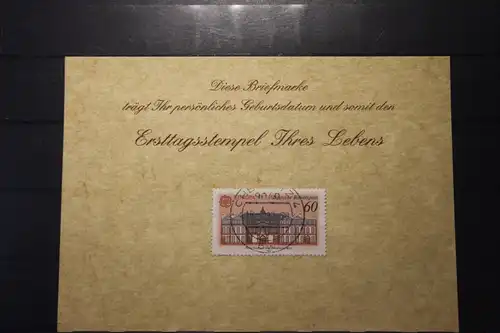 Diese Briefmarke
trägt Ihr persönliches Geburtsdatum und somit den
Ersttagsstempel Ihres Lebens
60